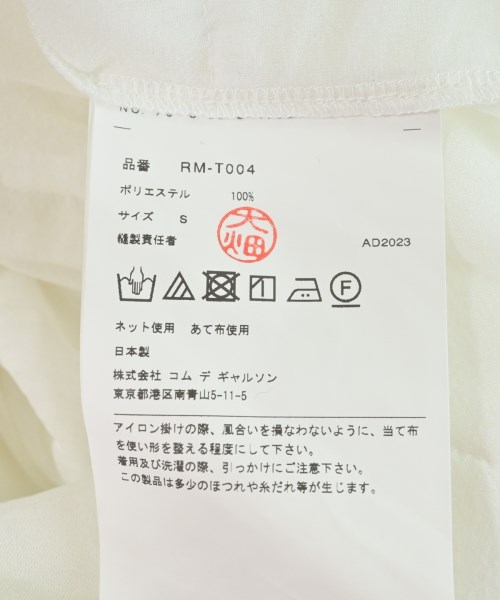 品番 RM-T004
ポリエステル 100%
サイズ S
大畑
縫製責任者 AD2023
F
ネット使用 あて布使用
日本製
株式会社 コム デ ギャルソン
東京都港区南青山5-11-5
アイロン掛けの際、風合いを損なわないように、当て布
を使い形を整える程度にして下さい。
着用及び洗濯の際、引っかけにご注意下さい。
この製品は多少のほつれや糸だれ等が生じます。